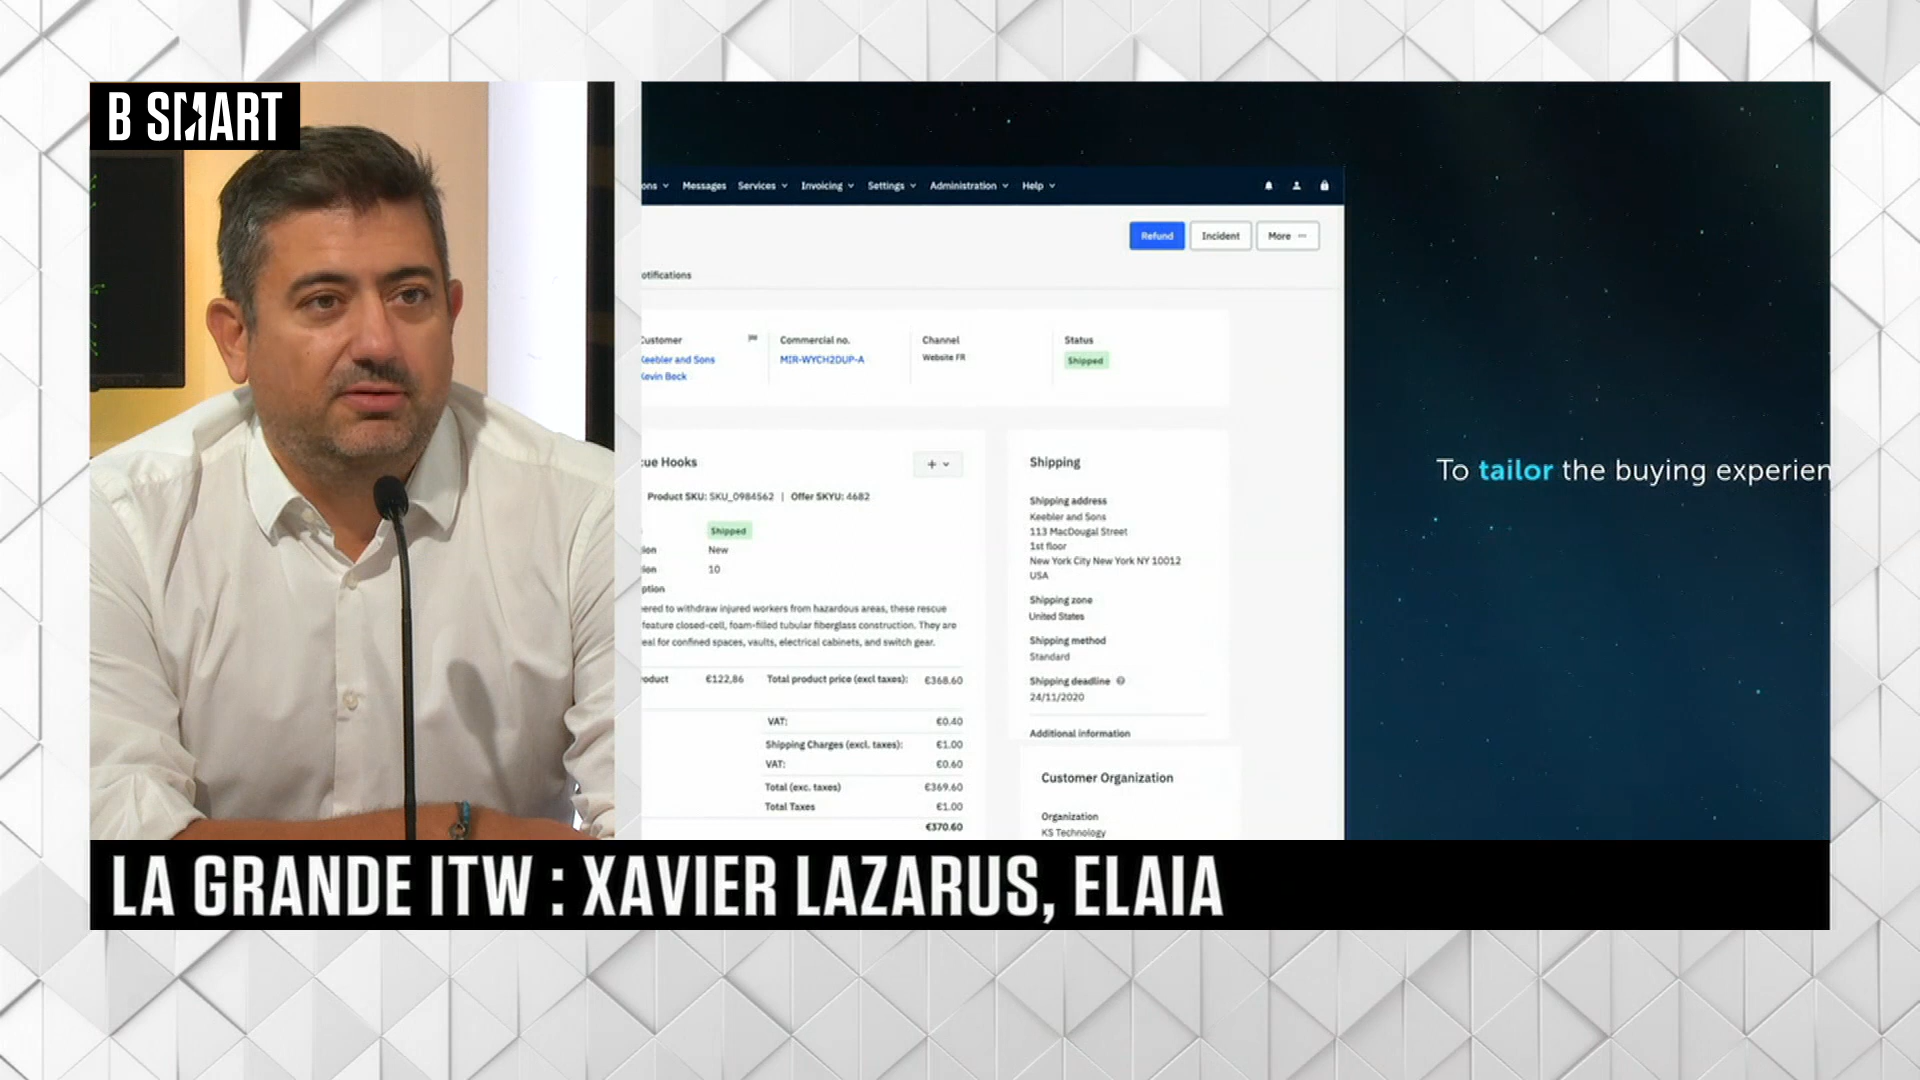 B SMART
ons Messages Services Invoicing Settings Administration Help
Refund Incident More
otifications
Customer Commercial no. Channel Status
Keebler and Sons MIR-WYCH2DUP-A Website FR Shipped
Kevin Beck
cue Hooks
Product SKU: SKU_0984562 | Offer SKYU: 4682
Shipped
ion New
ion 10
ption
ered to withdraw injured workers from hazardous areas, these rescue
feature closed-cell, foam-filled tubular fiberglass construction. They are
eal for confined spaces, vaults, electrical cabinets, and switch gear.
oduct €122,86 Total product price (excl taxes): €368.60
VAT: €0.40
Shipping Charges (excl. taxes): €1.00
VAT: €0.60
Total (exc. taxes) €369.60
Total Taxes €1.00
€370.60
Shipping
Shipping address
Keebler and Sons
113 MacDougal Street
1st floor
New York City New York NY 10012
USA
Shipping zone
United States
Shipping method
Standard
Shipping deadline
24/11/2020
Additional information
Customer Organization
Organization
KS Technology
To tailor the buying experien
LA GRANDE ITW : XAVIER LAZARUS, ELAIA